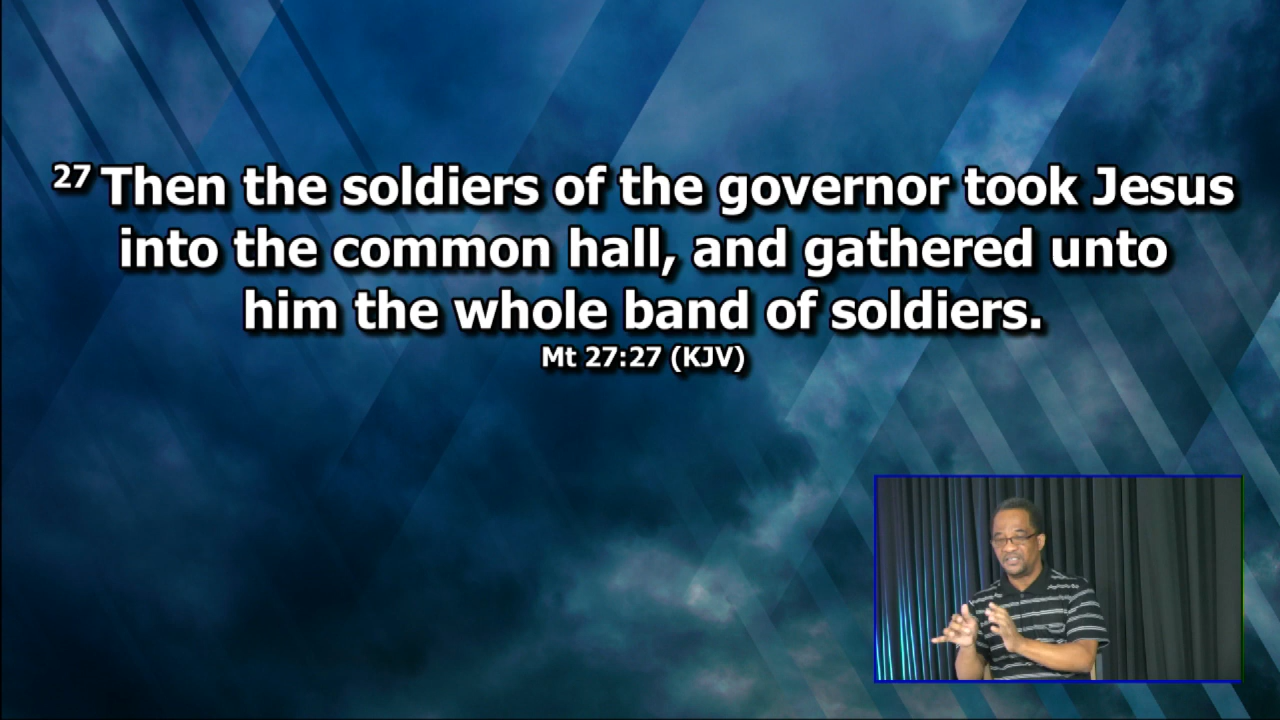 27 Then the soldiers of the governor took Jesus
into the common hall, and gathered unto
him the whole band of soldiers.
Mt 27:27 (KJV)